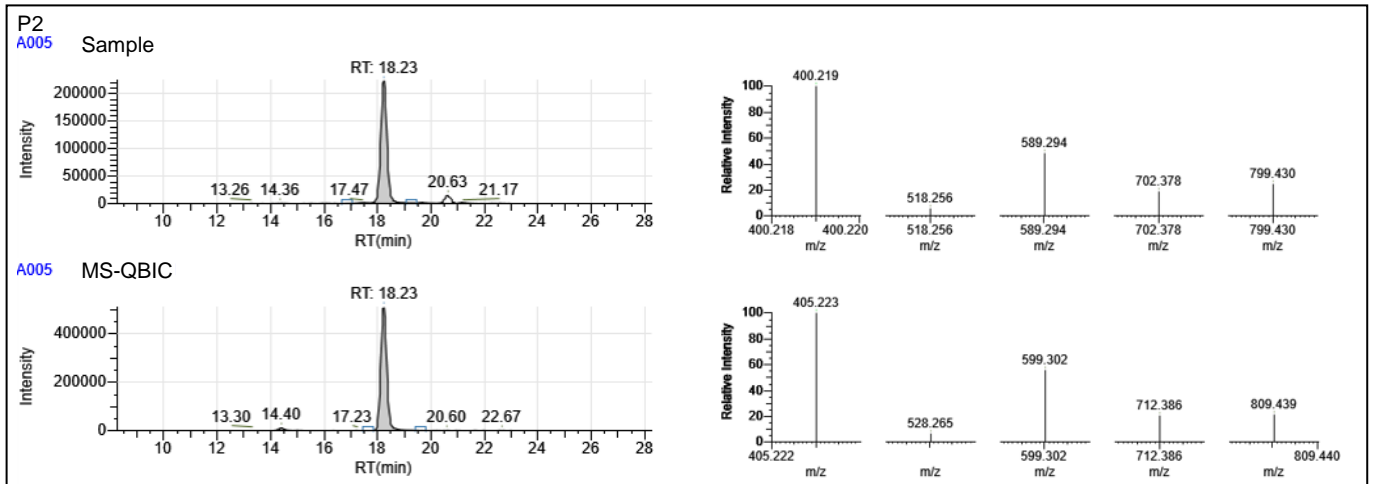 P2
A005 Sample
RT: 18.23
Intensity
200000
150000
100000
50000
0
13.26 14.36 17.47 20.63 21.17
10 12 14 16 18 20 22 24 26 28
RT(min)
Relative Intensity
100
80
60
40
20
0
400.219
518.256
589.294
702.378
799.430
400.218 400.220 518.256 589.294 702.378 799.430
m/z m/z m/z m/z m/z
A005 MS-QBIC
RT: 18.23
Intensity
400000
200000
0
13.30 14.40 17.23 20.60 22.67
10 12 14 16 18 20 22 24 26 28
RT(min)
Relative Intensity
100
80
60
40
20
0
405.223
528.265
599.302
712.386
809.439
405.222 599.302 712.386 809.440
m/z m/z m/z m/z m/z